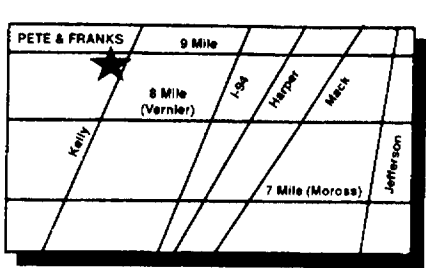 PETE & FRANKS
9 Mile
8 Mile
(Vernier)
I-94
Harper
Mack
Kelly
Jefferson
7 Mile (Moross)